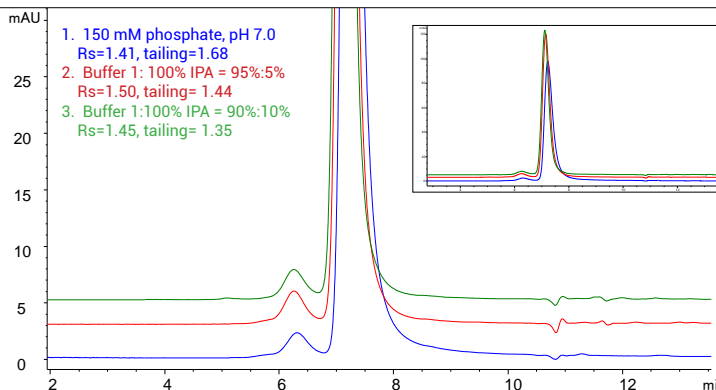 mAU
1. 150 mM phosphate, pH 7.0
Rs=1.41, tailing=1.68
2. Buffer 1: 100% IPA = 95%:5%
Rs=1.50, tailing= 1.44
3. Buffer 1:100% IPA = 90%:10%
Rs=1.45, tailing= 1.35
25
20
15
10
5
0
2
4
6
8
10
12